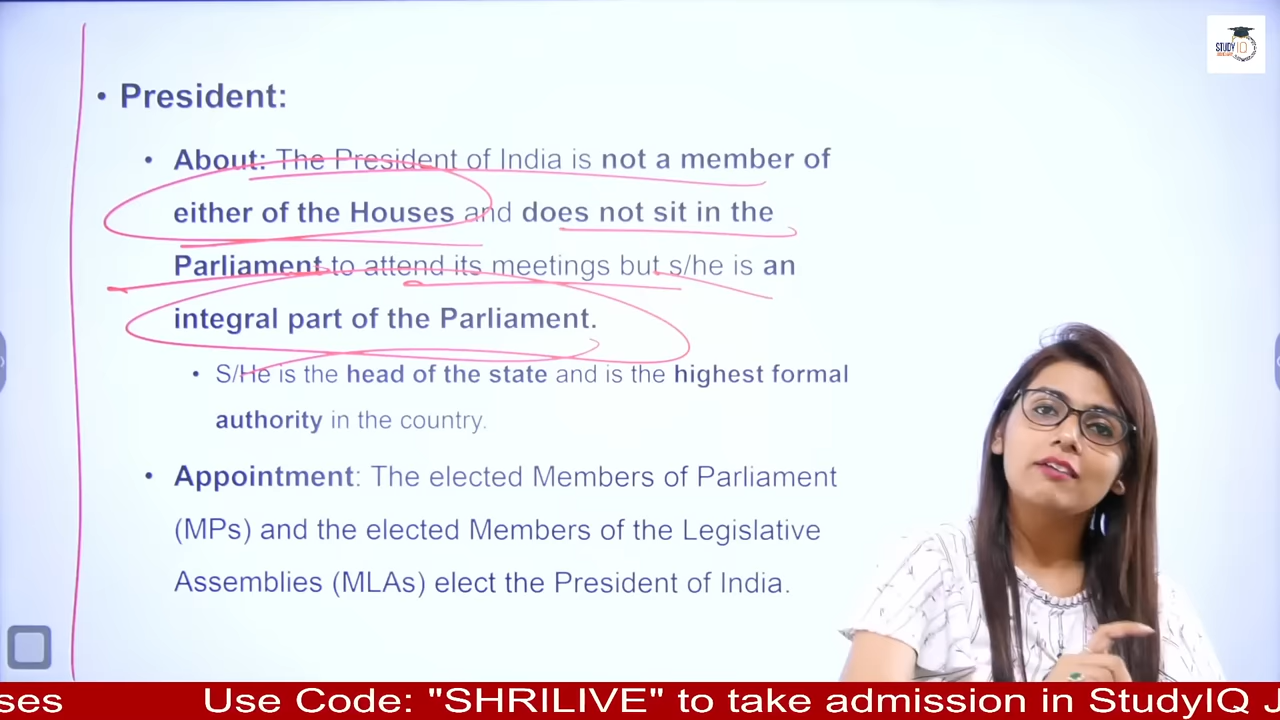 STUDY IQ
• President:
• About: The President of India is not a member of
either of the Houses and does not sit in the
Parliament to attend its meetings but s/he is an
integral part of the Parliament.
• S/He is the head of the state and is the highest formal
authority in the country.
• Appointment: The elected Members of Parliament
(MPs) and the elected Members of the Legislative
Assemblies (MLAs) elect the President of India.
ses Use Code: "SHRILIVE" to take admission in StudyIQ J